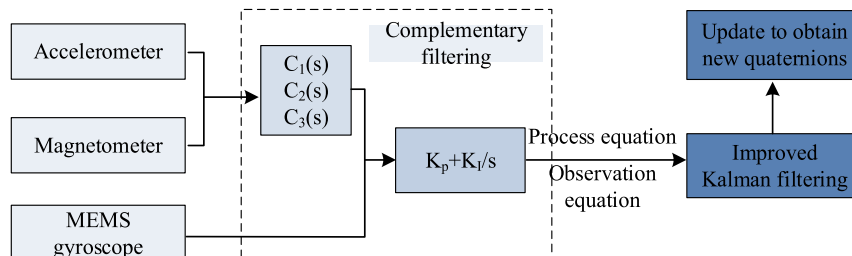 Accelerometer
Magnetometer
MEMS
gyroscope
Complementary
filtering
C₁(s)
C₂(s)
C₃(s)
Kₚ+K_I/s
Process equation
Observation
equation
Update to obtain
new quaternions
Improved
Kalman filtering